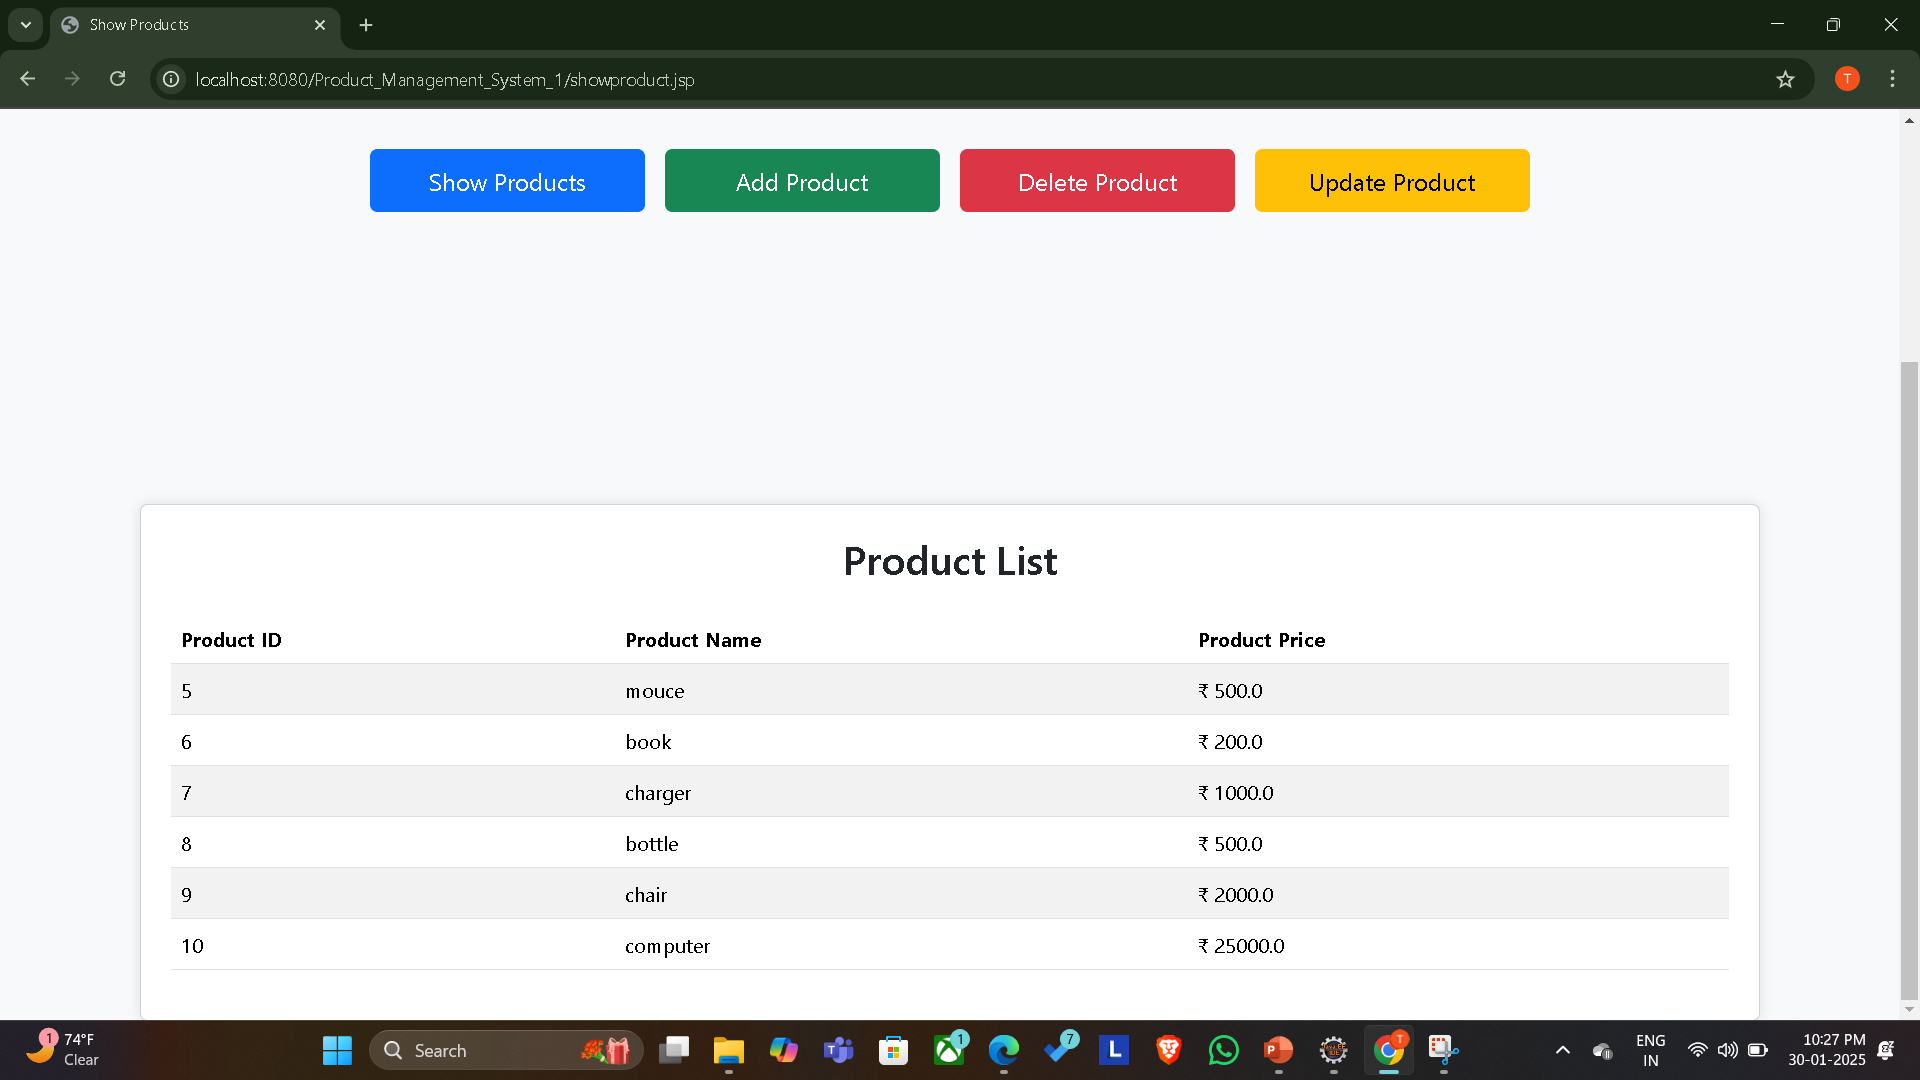 Show Products
localhost:8080/Product_Management_System_1/showproduct.jsp
T
Show Products Add Product Delete Product Update Product
Product List
Product ID Product Name Product Price
5 mouce ₹ 500.0
6 book ₹ 200.0
7 charger ₹ 1000.0
8 bottle ₹ 500.0
9 chair ₹ 2000.0
10 computer ₹ 25000.0
1 74°F
Clear
Search
1
7
L
T
ENG
IN
10:27 PM
30-01-2025